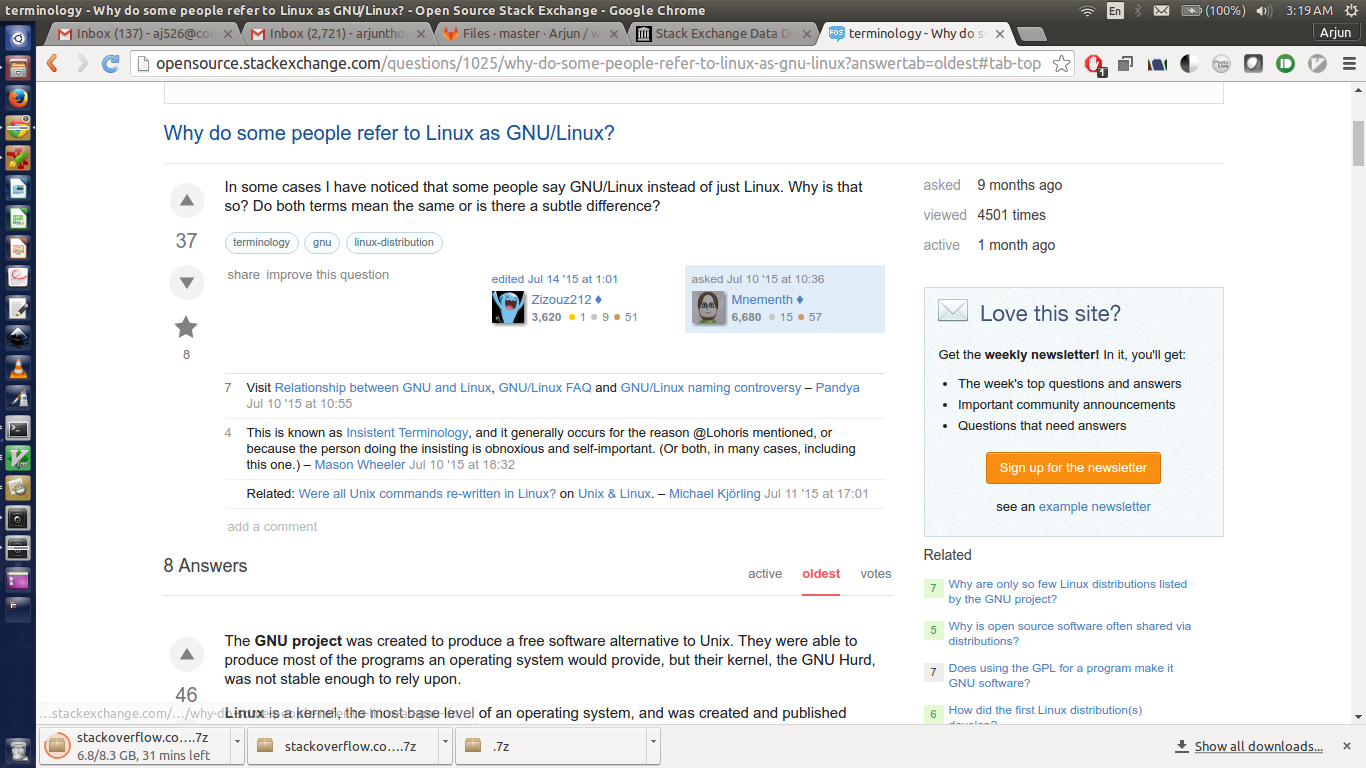 terminology - Why do some people refer to Linux as GNU/Linux? - Open Source Stack Exchange - Google Chrome
En (100%) 3:19 AM
Inbox (137) - aj526@co
Inbox (2,721) - arjuntho
Files · master · Arjun / w
Stack Exchange Data D
terminology - Why do s
Arjun
opensource.stackexchange.com/questions/1025/why-do-some-people-refer-to-linux-as-gnu-linux?answertab=oldest#tab-top
1
Why do some people refer to Linux as GNU/Linux?
In some cases I have noticed that some people say GNU/Linux instead of just Linux. Why is that
so? Do both terms mean the same or is there a subtle difference?
37
terminology gnu linux-distribution
share improve this question
edited Jul 14 '15 at 1:01
Zizouz212 ♦
3,620 ● 1 ● 9 ● 51
asked Jul 10 '15 at 10:36
Mnementh ♦
6,680 ● 15 ● 57
8
7 Visit Relationship between GNU and Linux, GNU/Linux FAQ and GNU/Linux naming controversy – Pandya
Jul 10 '15 at 10:55
4 This is known as Insistent Terminology, and it generally occurs for the reason @Lohoris mentioned, or
because the person doing the insisting is obnoxious and self-important. (Or both, in many cases, including
this one.) – Mason Wheeler Jul 10 '15 at 18:32
Related: Were all Unix commands re-written in Linux? on Unix & Linux. – Michael Kjörling Jul 11 '15 at 17:01
add a comment
8 Answers
active oldest votes
The GNU project was created to produce a free software alternative to Unix. They were able to
produce most of the programs an operating system would provide, but their kernel, the GNU Hurd,
was not stable enough to rely upon.
46
Linux is a kernel, the most base level of an operating system, and was created and published
asked 9 months ago
viewed 4501 times
active 1 month ago
Love this site?
Get the weekly newsletter! In it, you'll get:
• The week's top questions and answers
• Important community announcements
• Questions that need answers
Sign up for the newsletter
see an example newsletter
Related
7 Why are only so few Linux distributions listed
by the GNU project?
5 Why is open source software often shared via
distributions?
7 Does using the GPL for a program make it
GNU software?
6 How did the first Linux distribution(s)
develop?
stackoverflow.co....7z
6.8/8.3 GB, 31 mins left
stackoverflow.co....7z
.7z
Show all downloads...